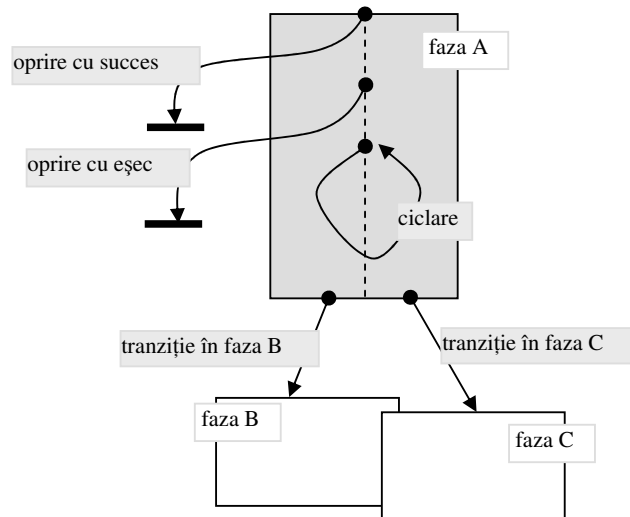 faza A
oprire cu succes
oprire cu eşec
ciclare
tranziţie în faza B
tranziţie în faza C
faza B
faza C